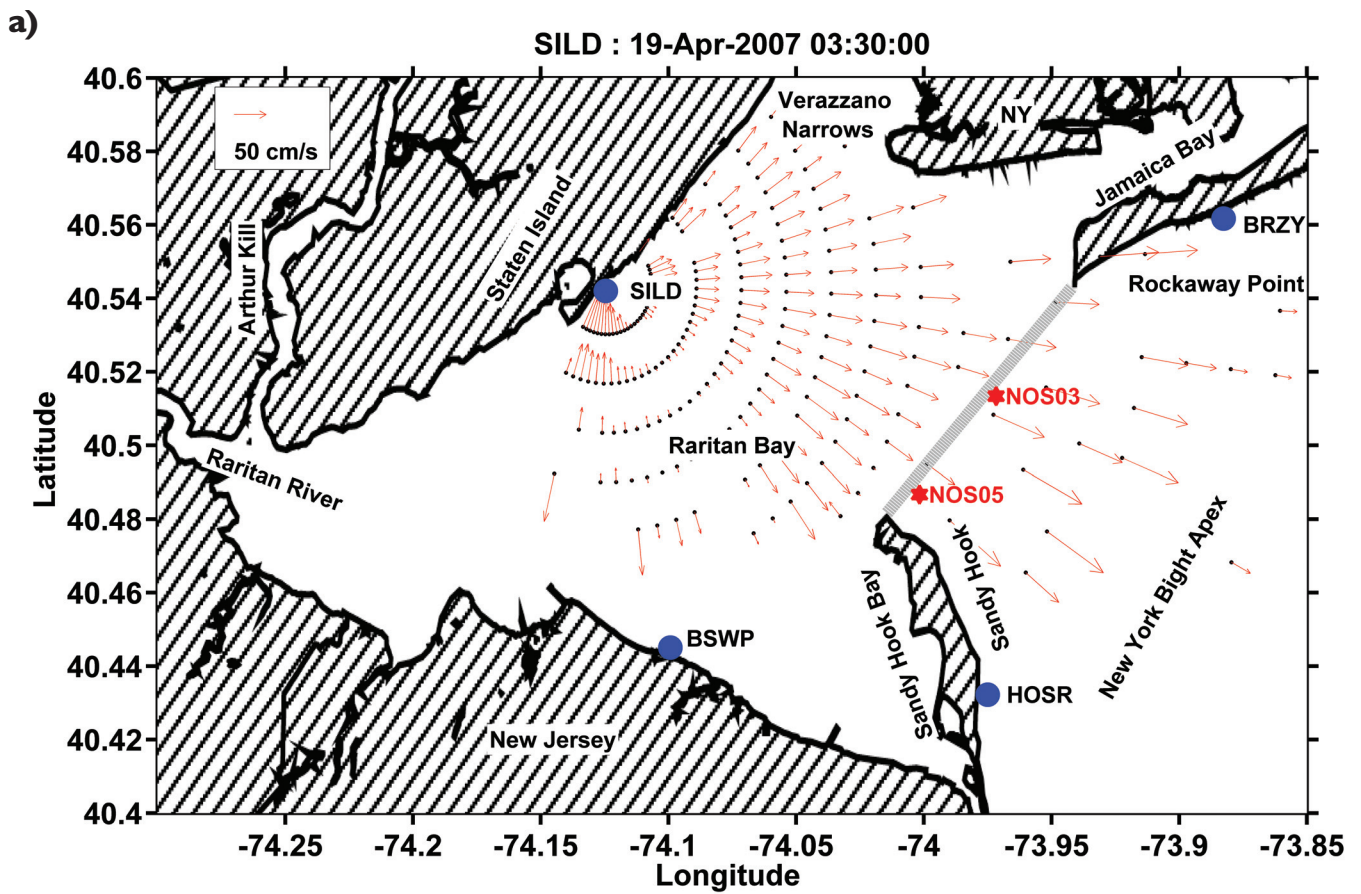 a)
SILD : 19-Apr-2007 03:30:00
40.6
40.58
40.56
40.54
40.52
40.5
40.48
40.46
40.44
40.42
40.4
Latitude
50 cm/s
Verazzano
Narrows
NY
Jamaica Bay
BRZY
Rockaway Point
Arthur Kill
Staten Island
SILD
NOS03
Raritan Bay
NOS05
Raritan River
Sandy Hook
Sandy Hook Bay
New York Bight Apex
BSWP
HOSR
New Jersey
-74.25
-74.2
-74.15
-74.1
-74.05
-74
-73.95
-73.9
-73.85
Longitude